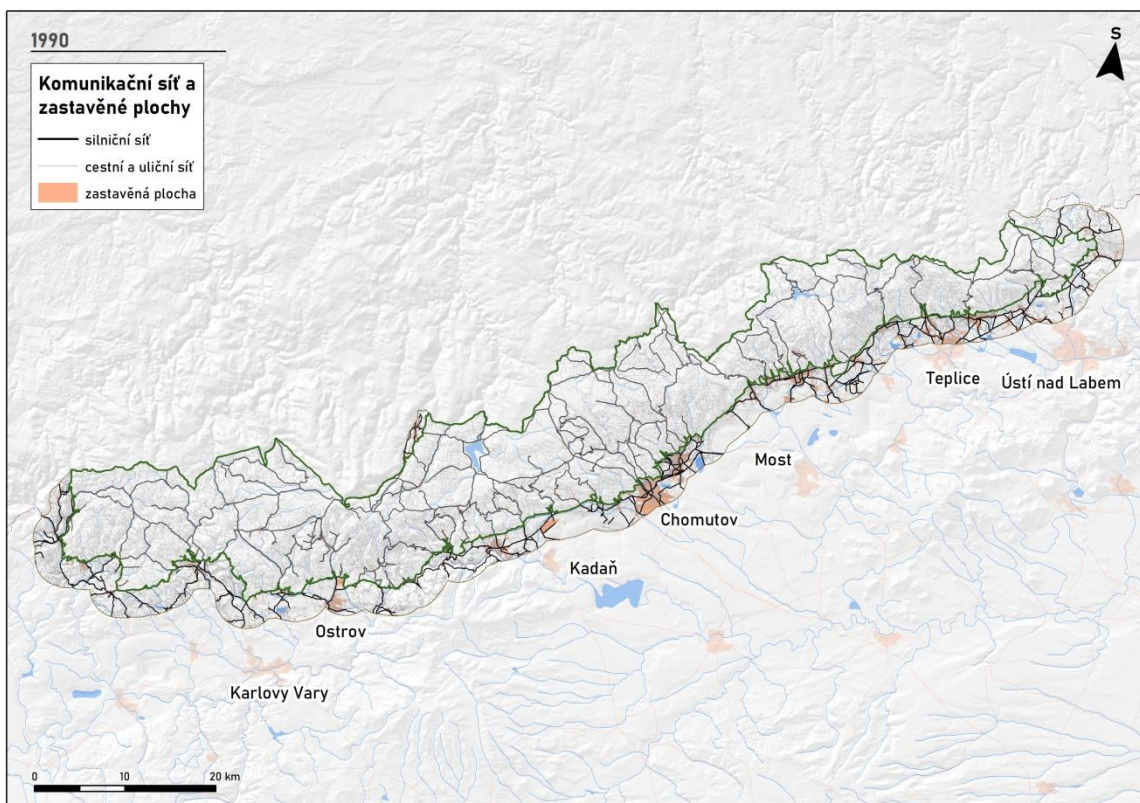 1990
S
Komunikační síť a
zastavěné plochy
silniční síť
cestní a uliční síť
zastavěná plocha
Teplice
Ústí nad Labem
Most
Chomutov
Kadaň
Ostrov
Karlovy Vary
0 10 20 km